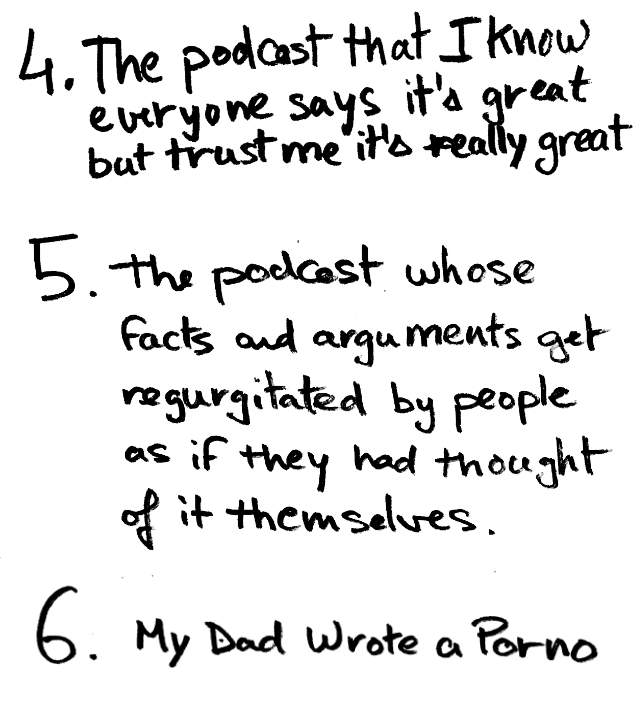 4. The podcast that I know
everyone says it's great
but trust me it's really great
5. the podcast whose
facts and arguments get
regurgitated by people
as if they had thought
of it themselves.
6. My Dad Wrote a Porno